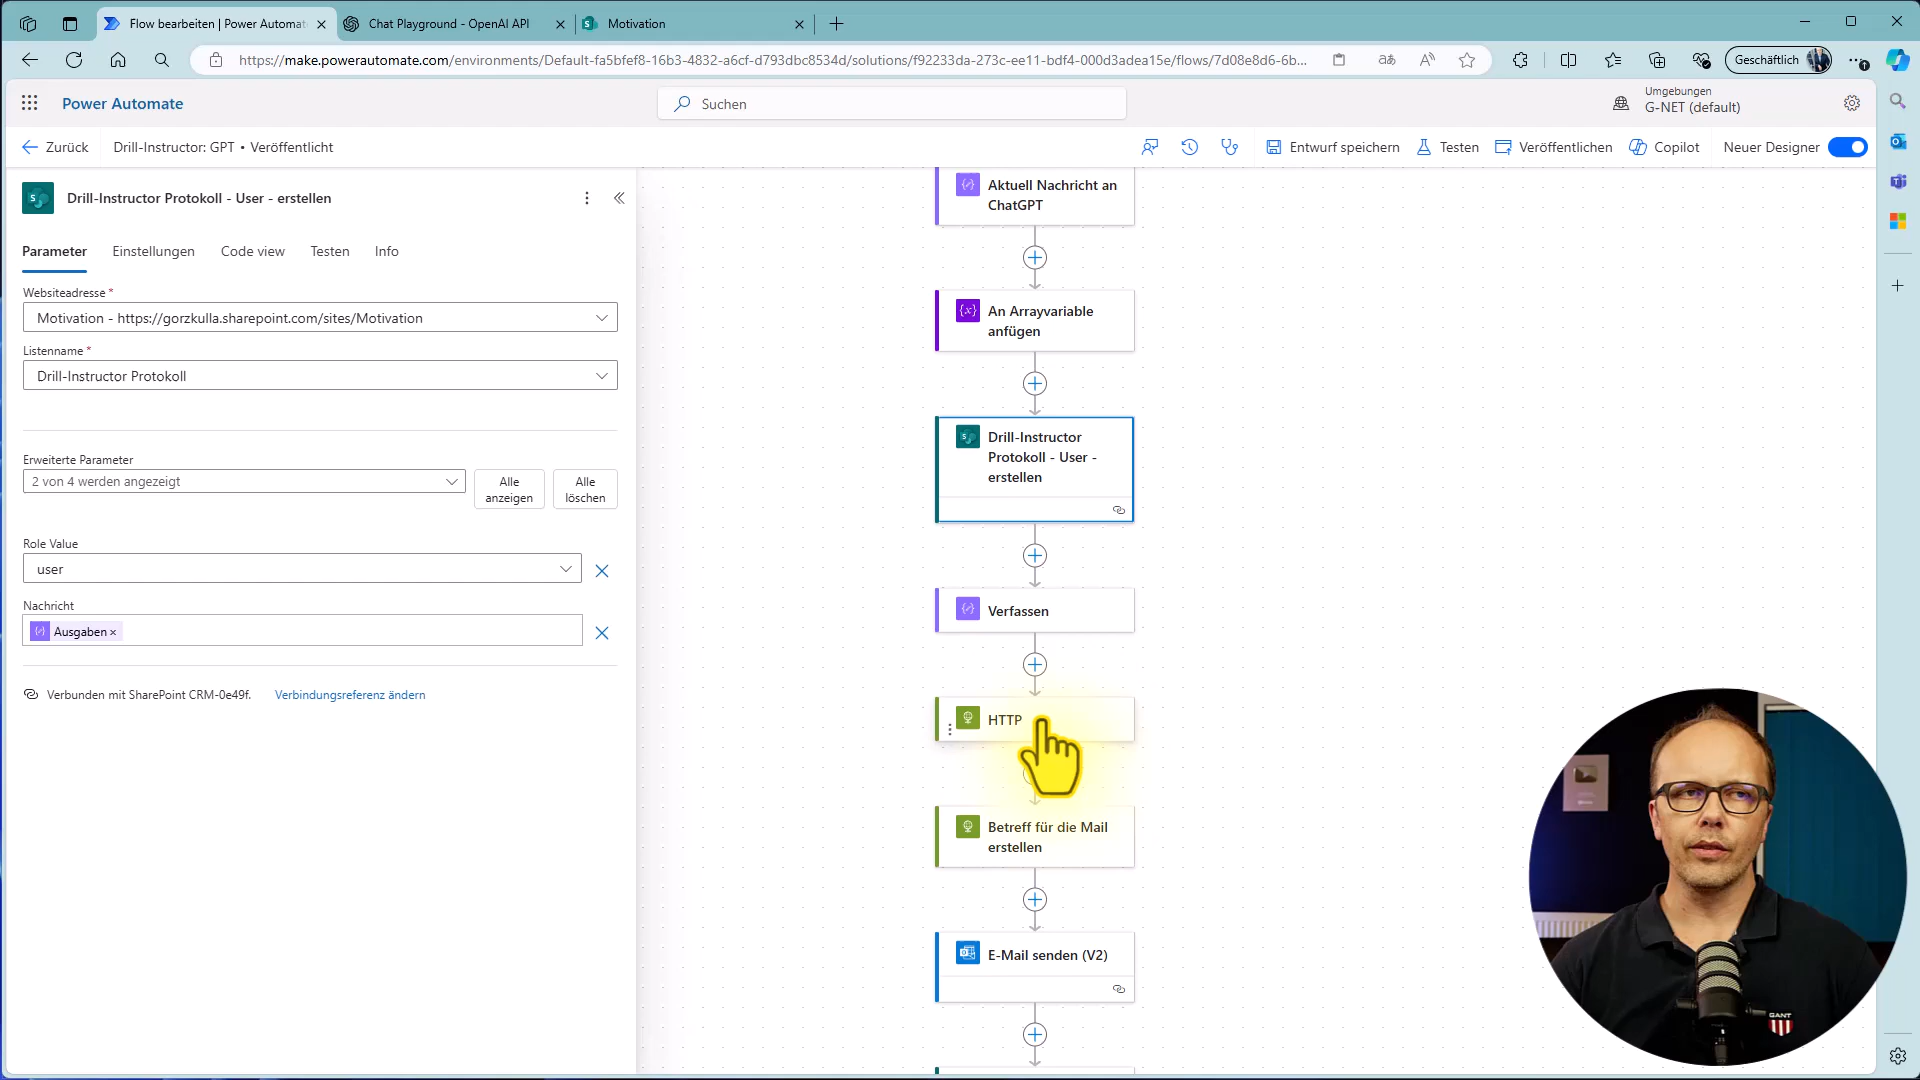 Flow bearbeiten | Power Automat
Chat Playground - OpenAI API
Motivation
https://make.powerautomate.com/environments/Default-fa5bfef8-16b3-4832-a6cf-d793dbc8534d/solutions/f92233da-273c-ee11-bdf4-000d3adea15e/flows/7d08e8d6-6b...
Geschäftlich
Power Automate
Suchen
Umgebungen
G-NET (default)
Zurück
Drill-Instructor: GPT • Veröffentlicht
Entwurf speichern
Testen
Veröffentlichen
Copilot
Neuer Designer
Drill-Instructor Protokoll - User - erstellen
Parameter
Einstellungen
Code view
Testen
Info
Websiteadresse *
Motivation - https://gorzkulla.sharepoint.com/sites/Motivation
Listenname *
Drill-Instructor Protokoll
Erweiterte Parameter
2 von 4 werden angezeigt
Alle
anzeigen
Alle
löschen
Role Value
user
Nachricht
Ausgaben
Verbunden mit SharePoint CRM-0e49f.
Verbindungsreferenz ändern
Aktuell Nachricht an
ChatGPT
An Arrayvariable
anfügen
Drill-Instructor
Protokoll - User -
erstellen
Verfassen
HTTP
Betreff für die Mail
erstellen
E-Mail senden (V2)
GANT